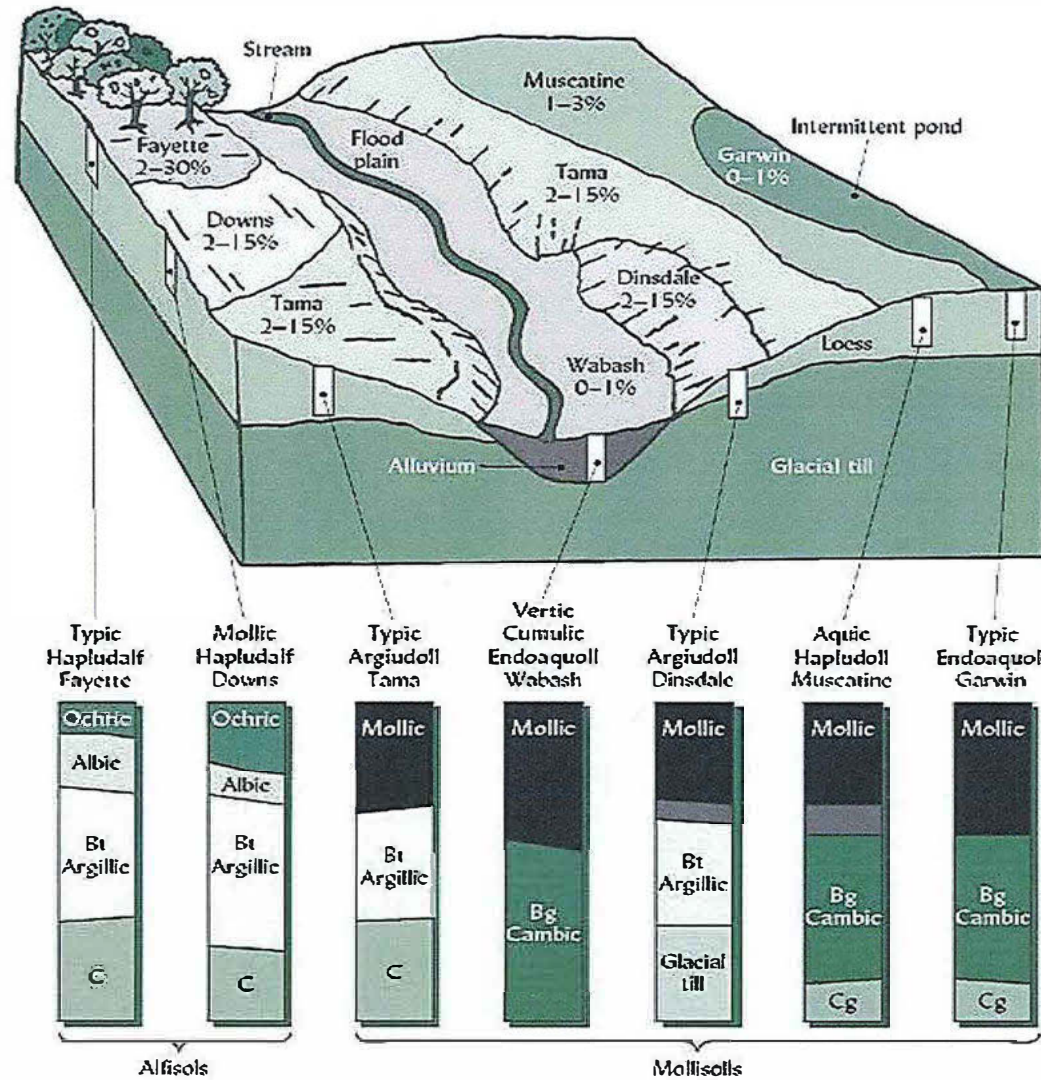 Stream
Muscatine
1–3%
Intermittent pond
Flood
plain
Garwin
0–1%
Fayette
2–30%
Tama
2–15%
Downs
2–15%
Dinsdale
2–15%
Tama
2–15%
Loess
Wabash
0–1%
Alluvium
Glacial till
Typic
Hapludalf
Fayette
Mollic
Hapludalf
Downs
Typic
Argiudoll
Tama
Vertic
Cumulic
Endoaquoll
Wabash
Typic
Argiudoll
Dinsdale
Aquic
Hapludoll
Muscatine
Typic
Endoaquol
Garwin
Ochric
Albic
Bt
Argillic
C
Ochric
Albic
Bt
Argillic
C
Mollic
Bt
Argillic
C
Mollic
Bg
Cambic
Mollic
Bt
Argillic
Glacial
till
Mollic
Bg
Cambic
Cg
Mollic
Bg
Cambic
Cg
Alfisols
Mollisolls